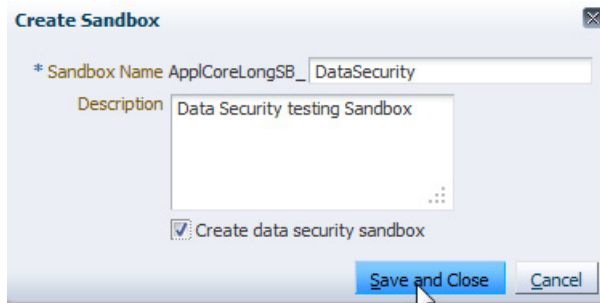 Create Sandbox
* Sandbox Name ApplCoreLongSB_ DataSecurity
Description Data Security testing Sandbox
Create data security sandbox
Save and Close Cancel